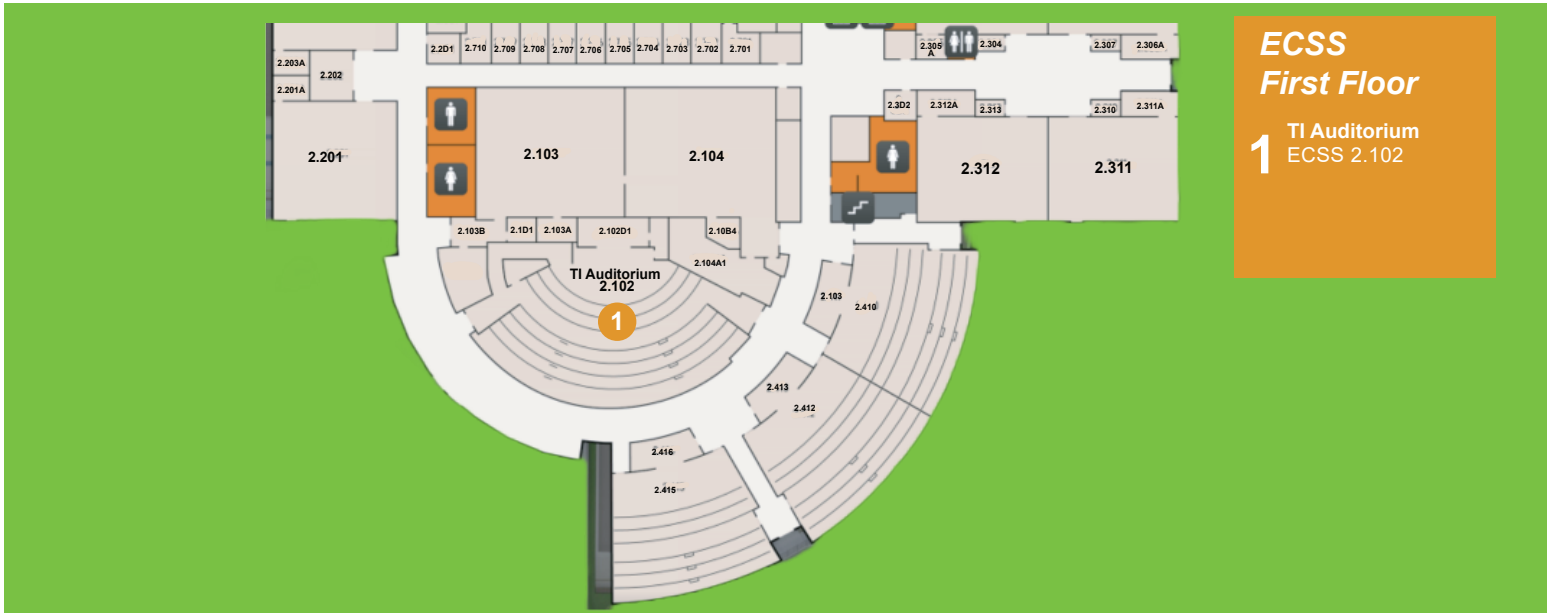 2.2D1 2.710 2.709 2.708 2.707 2.706 2.705 2.704 2.703 2.702 2.701
2.305
A
2.304
2.307
2.306A
2.203A
2.202
2.201A
2.3D2
2.312A
2.313
2.310
2.311A
2.201
2.103
2.104
2.312
2.311
2.103B
2.1D1
2.103A
2.102D1
2.10B4
2.104A1
TI Auditorium
2.102
1
2.103
2.410
2.413
2.412
2.416
2.415
ECSS
First Floor
1
TI Auditorium
ECSS 2.102